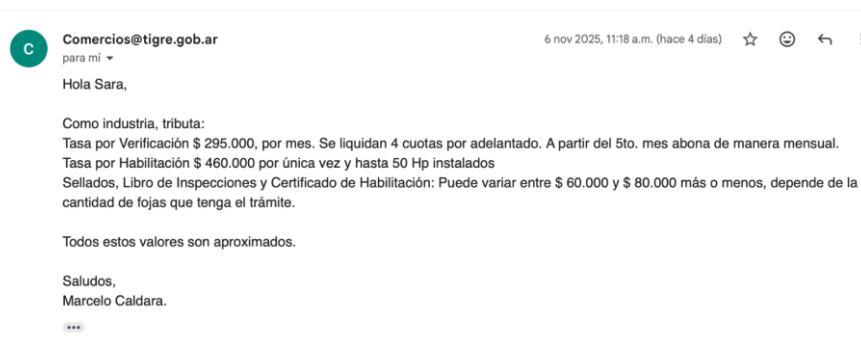 C
Comercios@tigre.gob.ar
6 nov 2025, 11:18 a.m. (hace 4 días)
para mí
Hola Sara,
Como industria, tributa:
Tasa por Verificación $ 295.000, por mes. Se liquidan 4 cuotas por adelantado. A partir del 5to. mes abona de manera mensual.
Tasa por Habilitación $ 460.000 por única vez y hasta 50 Hp instalados
Sellados, Libro de Inspecciones y Certificado de Habilitación: Puede variar entre $ 60.000 y $ 80.000 más o menos, depende de la
cantidad de fojas que tenga el trámite.
Todos estos valores son aproximados.
Saludos,
Marcelo Caldara.